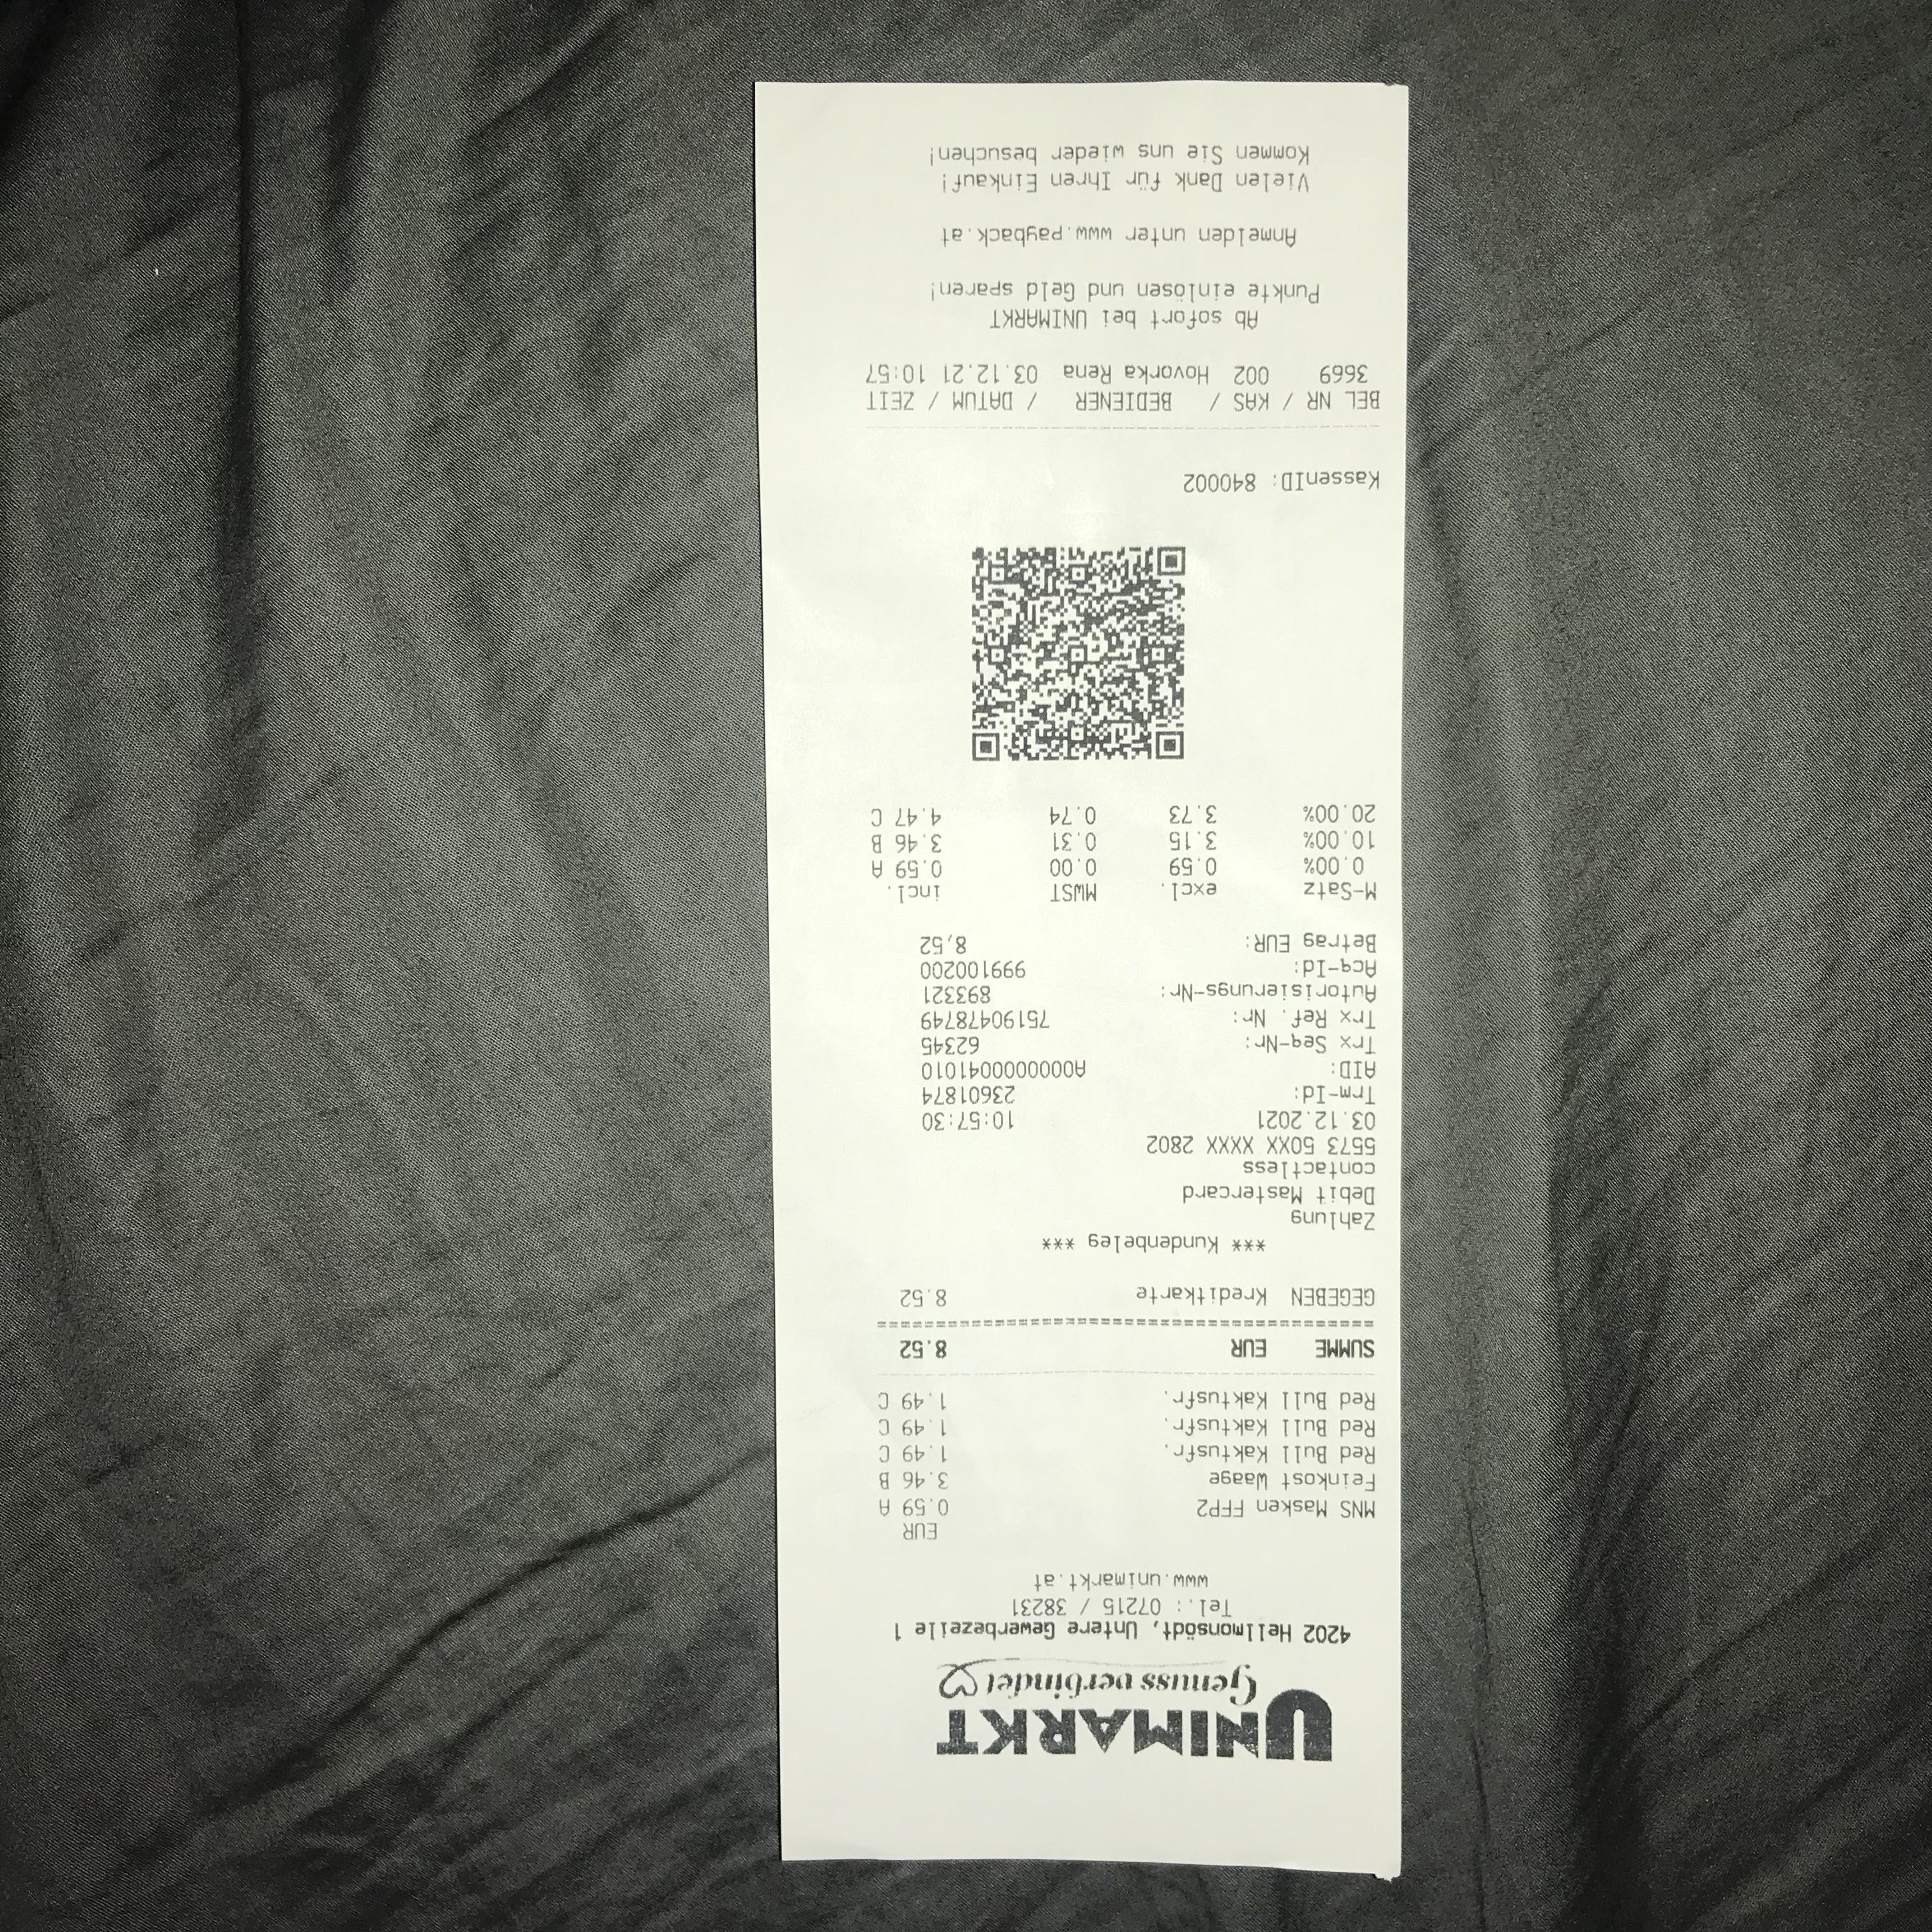 UNIMARKT
Genuss verbindet
4202 Hellmonsödt, Untere Gewerbezeile 1
Tel.: 07215 / 38231
www.unimarkt.at
EUR
MNS Masken FFP2 0.59 A
Feinkost Waage 3.46 B
Red Bull Kaktusfr. 1.49 C
Red Bull Kaktusfr. 1.49 C
Red Bull Kaktusfr. 1.49 C
SUMME EUR 8.52
GEGEBEN Kreditkarte 8.52
*** Kundenbeleg ***
Zahlung
Debit Mastercard
contactless
5573 50XX XXXX 2802
03.12.2021 10:57:30
Trm-Id: 23601874
AID: A0000000041010
Trx Seq-Nr: 62345
Trx Ref. Nr: 75190478749
Autorisierungs-Nr: 893321
Acq-Id: 999100200
Betrag EUR: 8,52
M-Satz excl. MWST incl.
0.00% 0.59 0.00 0.59 A
10.00% 3.15 0.31 3.46 B
20.00% 3.73 0.74 4.47 C
KassenID: 840002
BEL NR / KAS / BEDIENER / DATUM / ZEIT
3669 002 Hovorka Rena 03.12.21 10:57
Ab sofort bei UNIMARKT
Punkte einlösen und Geld sparen!
Anmelden unter www.payback.at
Vielen Dank für Ihren Einkauf!
Kommen Sie uns wieder besuchen!